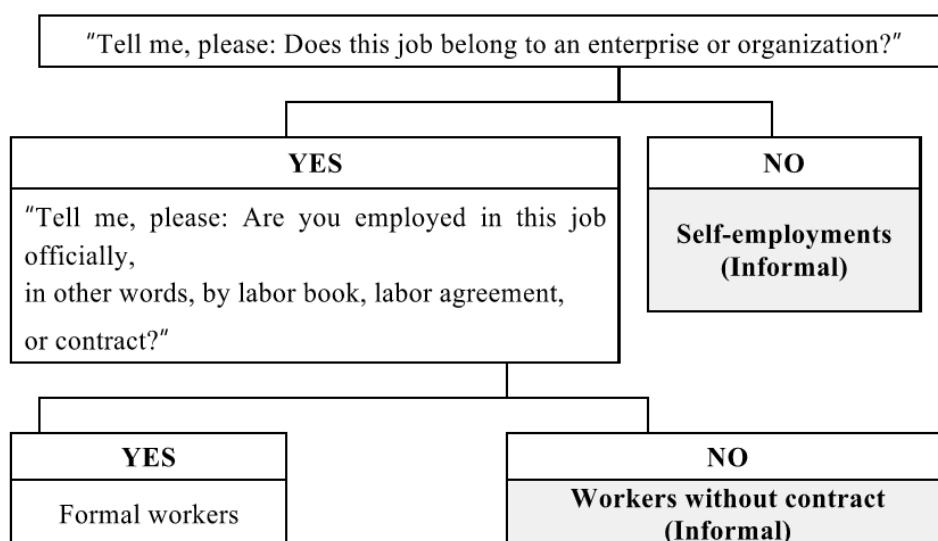 "Tell me, please: Does this job belong to an enterprise or organization?"
YES
"Tell me, please: Are you employed in this job
officially,
in other words, by labor book, labor agreement,
or contract?"
NO
Self-employments
(Informal)
YES
Formal workers
NO
Workers without contract
(Informal)